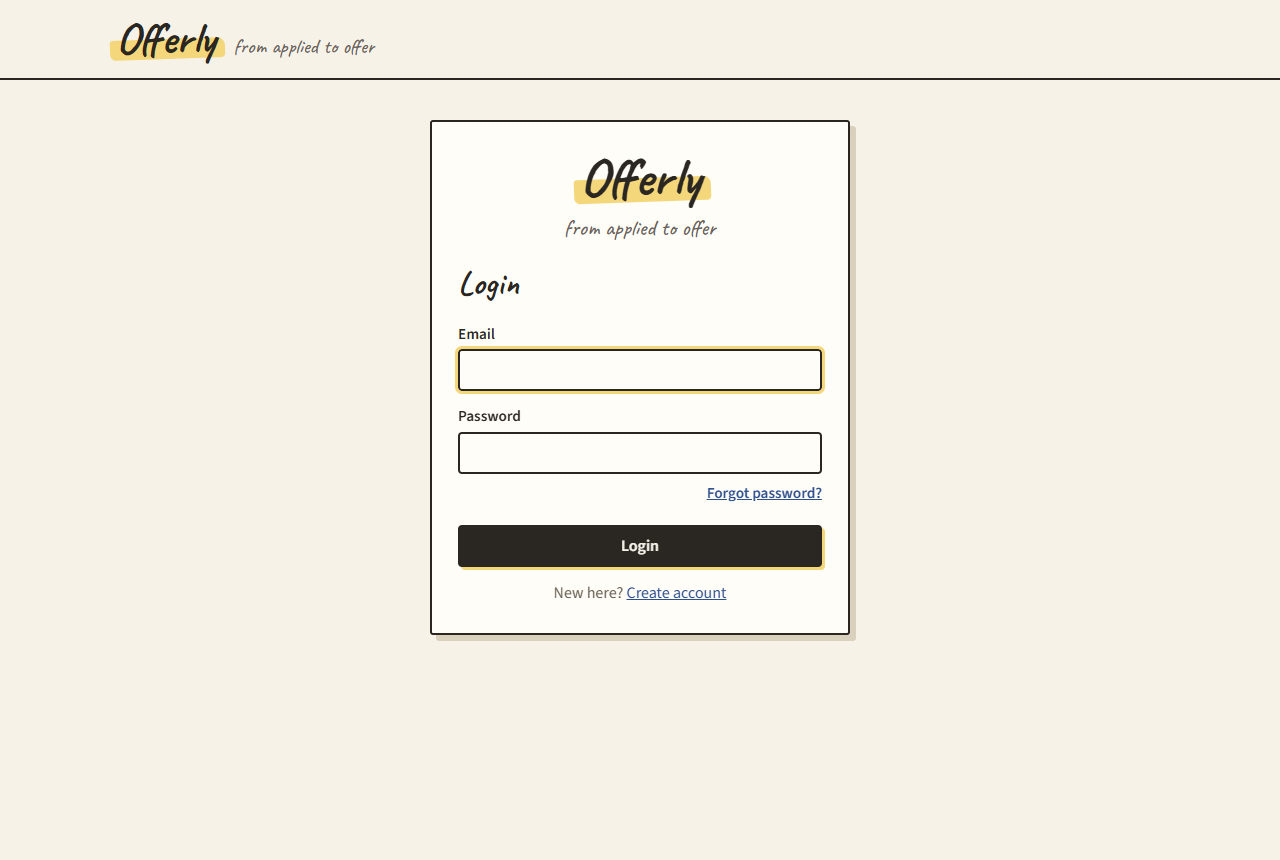 Offerly from applied to offer
Offerly
from applied to offer
Login
Email
Password
Forgot password?
Login
New here? Create account